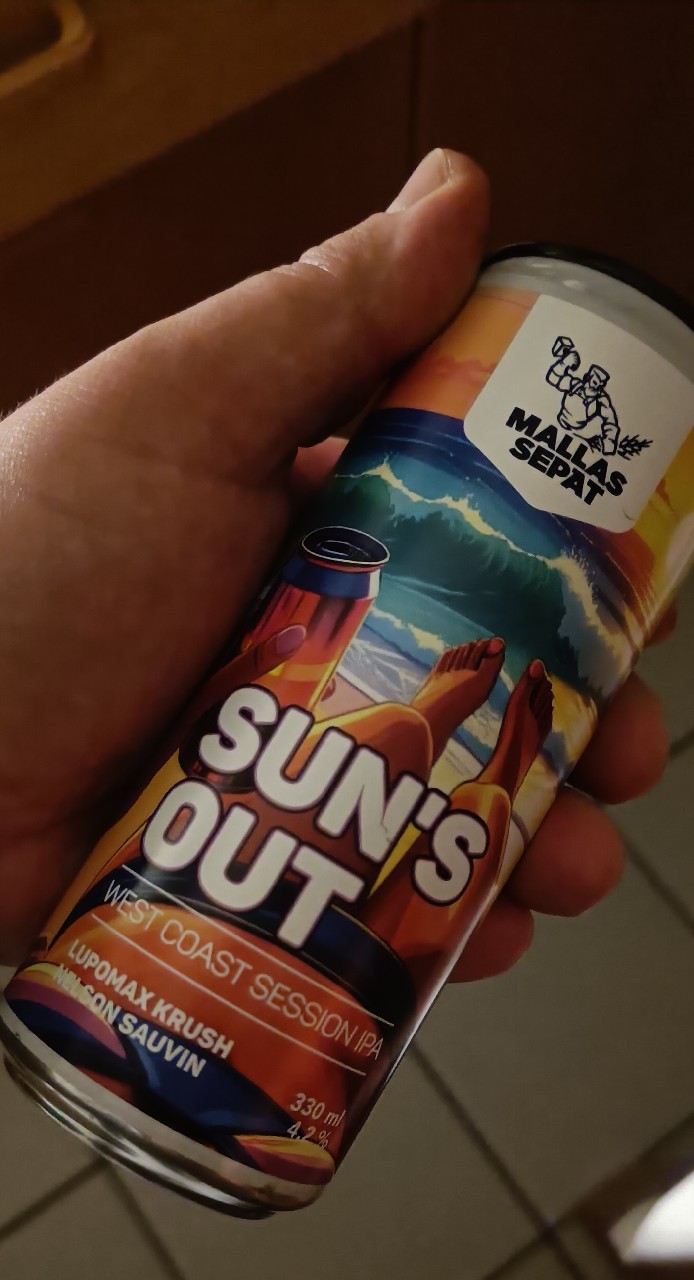 MALLAS
SEPAT
SUN'S
OUT
WEST COAST SESSION IPA
LUPOMAX KRUSH
NELSON SAUVIN
330 ml
4.2 %